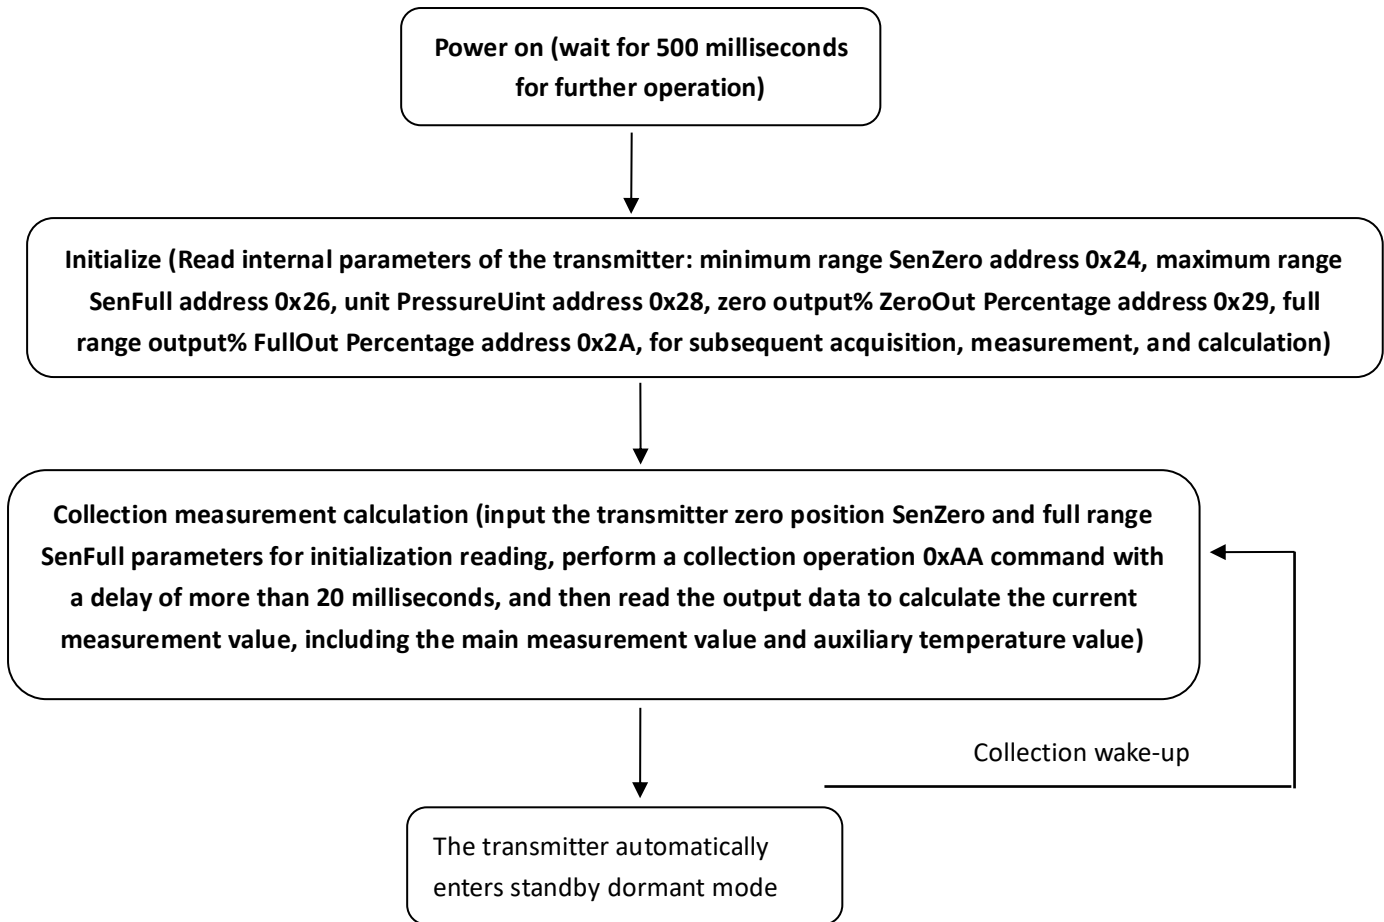 Power on (wait for 500 milliseconds
for further operation)
Initialize (Read internal parameters of the transmitter: minimum range SenZero address 0x24, maximum range
SenFull address 0x26, unit PressureUint address 0x28, zero output% ZeroOut Percentage address 0x29, full
range output% FullOut Percentage address 0x2A, for subsequent acquisition, measurement, and calculation)
Collection measurement calculation (input the transmitter zero position SenZero and full range
SenFull parameters for initialization reading, perform a collection operation 0xAA command with
a delay of more than 20 milliseconds, and then read the output data to calculate the current
measurement value, including the main measurement value and auxiliary temperature value)
Collection wake-up
The transmitter automatically
enters standby dormant mode